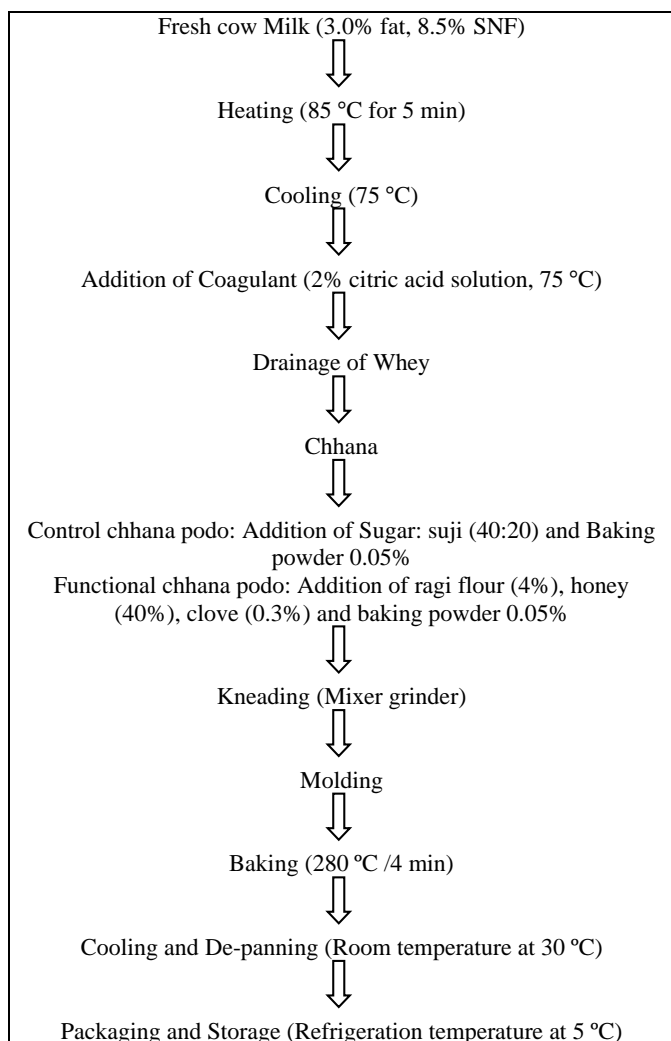 Fresh cow Milk (3.0% fat, 8.5% SNF)
Heating (85 °C for 5 min)
Cooling (75 °C)
Addition of Coagulant (2% citric acid solution, 75 °C)
Drainage of Whey
Chhana
Control chhana podo: Addition of Sugar: suji (40:20) and Baking
powder 0.05%
Functional chhana podo: Addition of ragi flour (4%), honey
(40%), clove (0.3%) and baking powder 0.05%
Kneading (Mixer grinder)
Molding
Baking (280 ºC /4 min)
Cooling and De-panning (Room temperature at 30 ºC)
Packaging and Storage (Refrigeration temperature at 5 ºC)